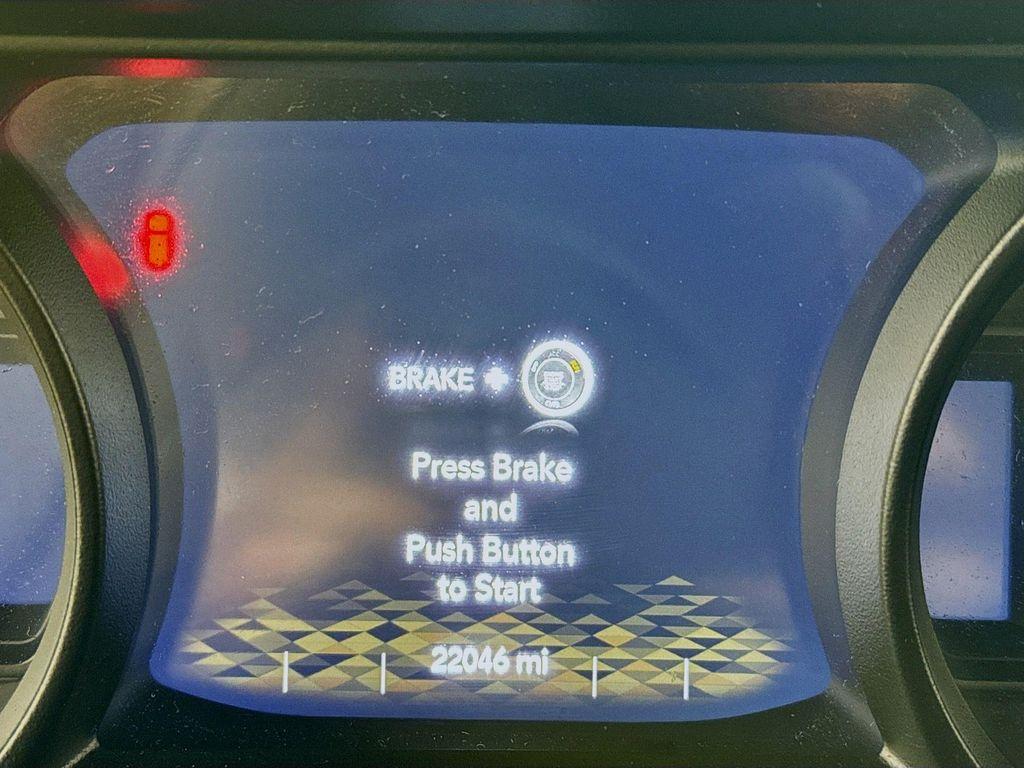 BRAKE +
Press Brake
and
Push Button
to Start
22046 mi